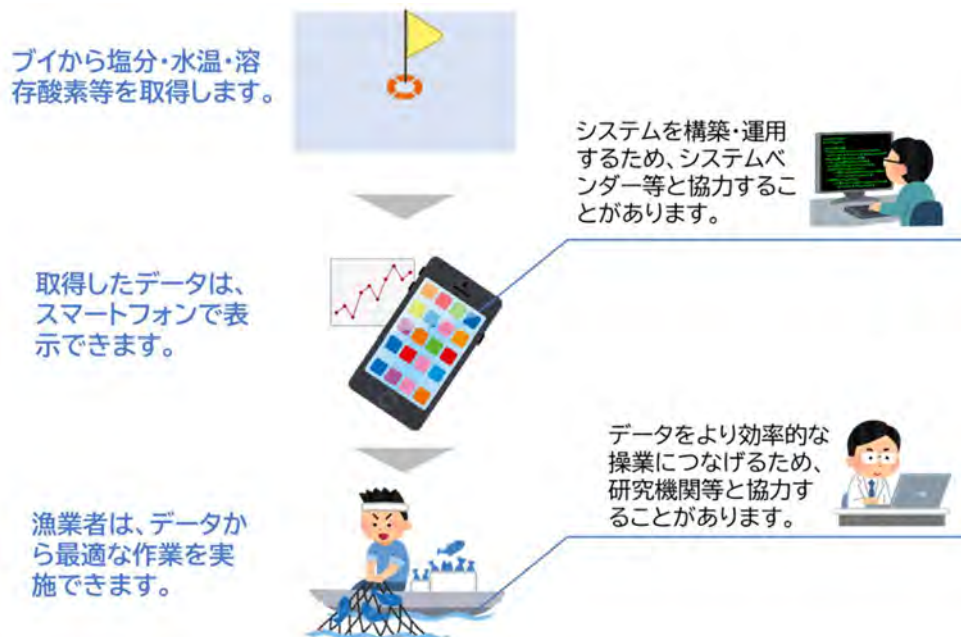 ブイから塩分・水温・溶
存酸素等を取得します。
システムを構築・運用
するため、システムベ
ンダー等と協力するこ
とがあります。
取得したデータは、
スマートフォンで表
示できます。
データをより効率的な
操業につなげるため、
研究機関等と協力す
ることがあります。
漁業者は、データか
ら最適な作業を実
施できます。